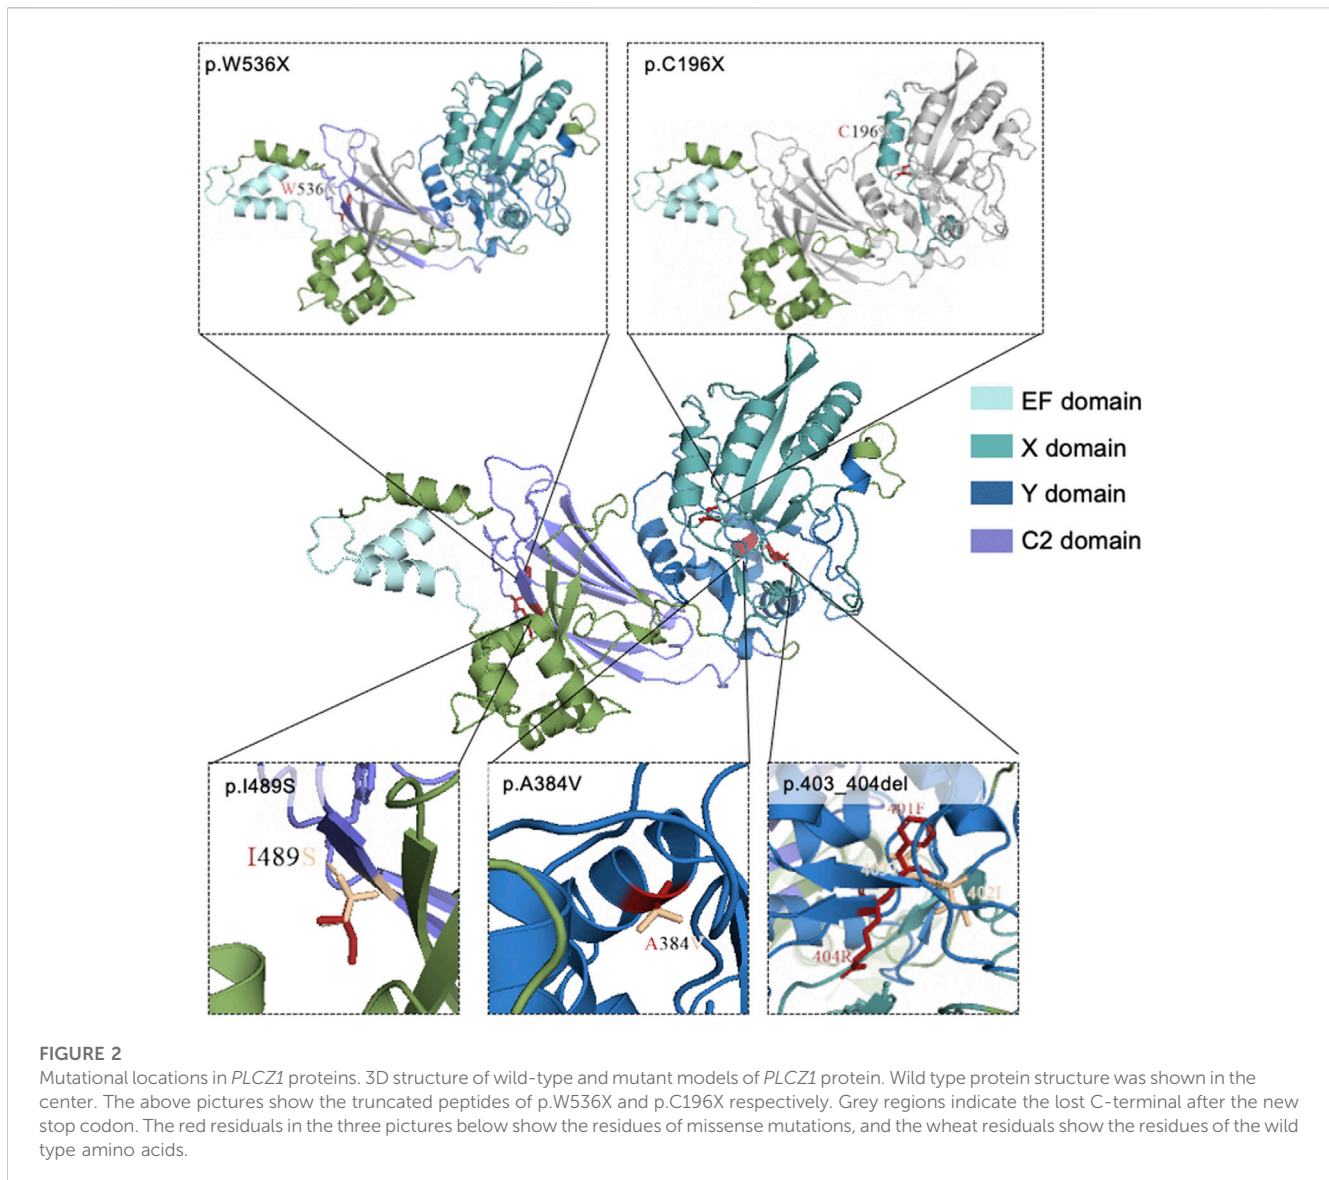 p.W536X
p.C196X
W536X
C196X
EF domain
X domain
Y domain
C2 domain
p.I489S
p.A384V
p.403_404del
I489S
A384V
401F
402I
404R
FIGURE 2
Mutational locations in PLCZ1 proteins. 3D structure of wild-type and mutant models of PLCZ1 protein. Wild type protein structure was shown in the
center. The above pictures show the truncated peptides of p.W536X and p.C196X respectively. Grey regions indicate the lost C-terminal after the new
stop codon. The red residuals in the three pictures below show the residues of missense mutations, and the wheat residuals show the residues of the wild
type amino acids.